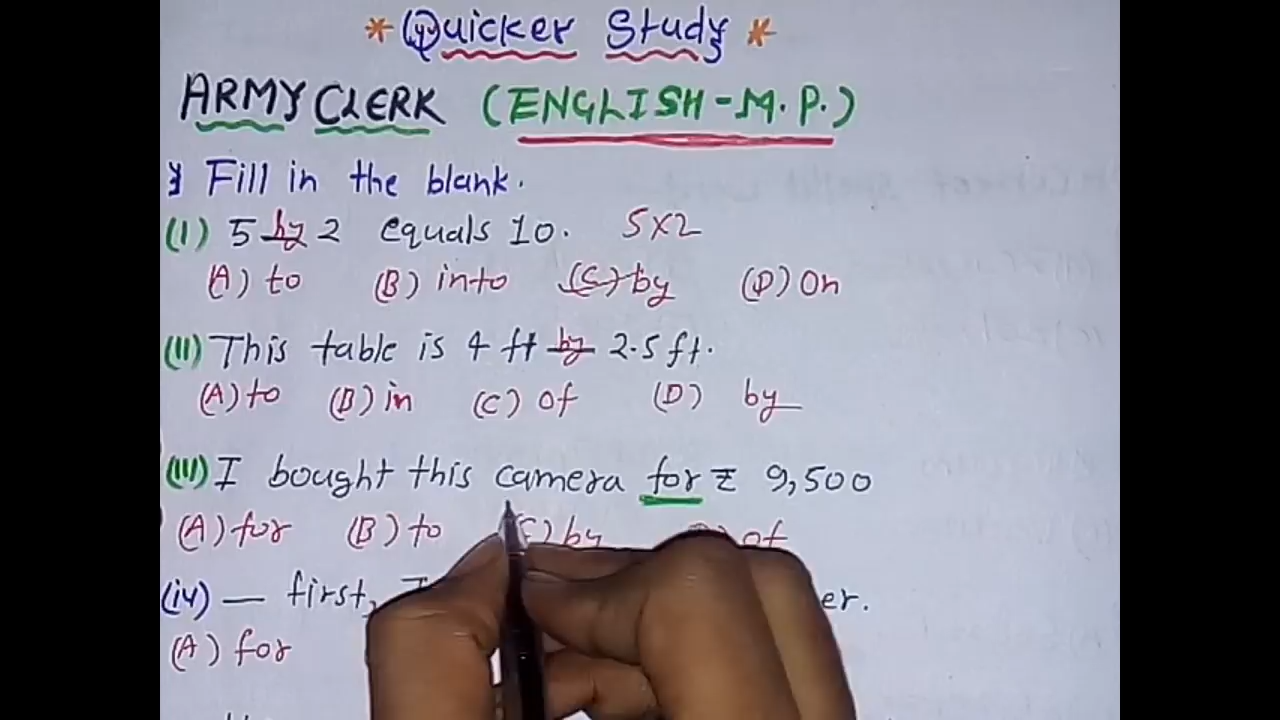 * Quicker Study *
ARMY CLERK (ENGLISH-M.P.)
Fill in the blank.
(I) 5 by 2 equals 10. 5x2
(A) to (B) into (C) by (D) On
(II) This table is 4 ft by 2.5 ft.
(A) to (B) in (C) of (D) by
(III) I bought this camera for ₹ 9,500
(A) for (B) to (C) by of
(iv) — first,
(A) for